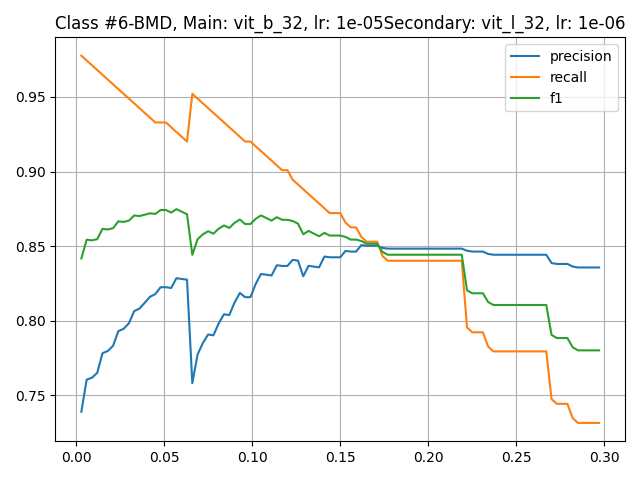 Class #6-BMD, Main: vit_b_32, lr: 1e-05Secondary: vit_l_32, lr: 1e-06
precision
recall
f1
0.95
0.90
0.85
0.80
0.75
0.00 0.05 0.10 0.15 0.20 0.25 0.30